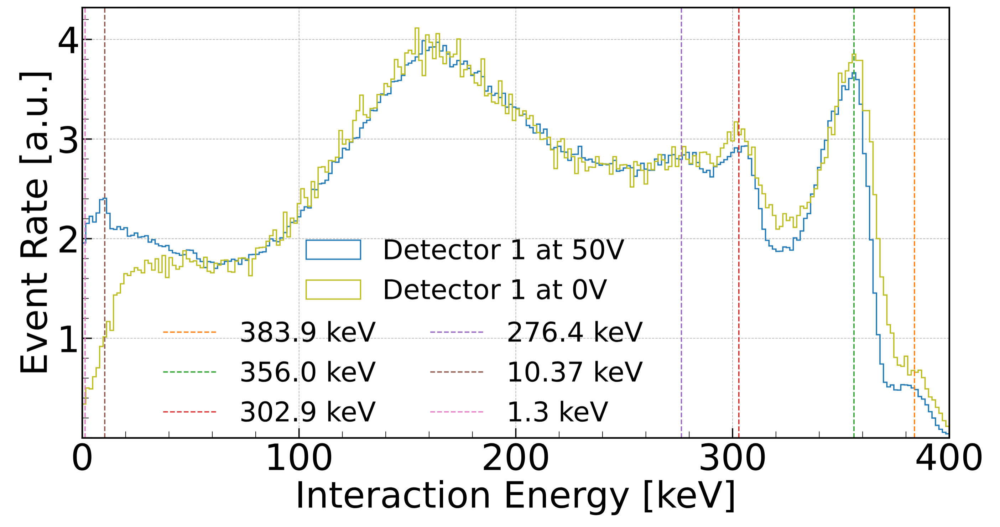 Event Rate [a.u.]
4
3
2
1
Detector 1 at 50V
Detector 1 at 0V
383.9 keV
276.4 keV
356.0 keV
10.37 keV
302.9 keV
1.3 keV
0 100 200 300 400
Interaction Energy [keV]